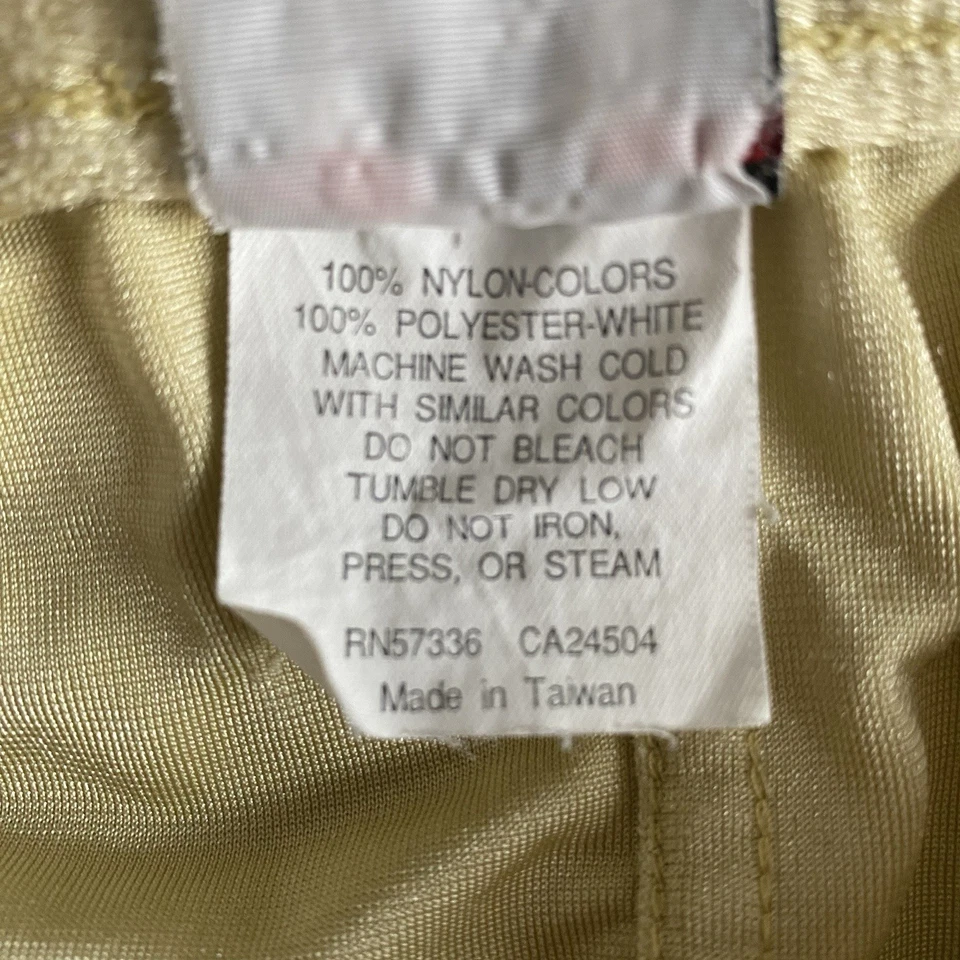 100% NYLON-COLORS
100% POLYESTER-WHITE
MACHINE WASH COLD
WITH SIMILAR COLORS
DO NOT BLEACH
TUMBLE DRY LOW
DO NOT IRON,
PRESS, OR STEAM
RN57336 CA24504
Made in Taiwan